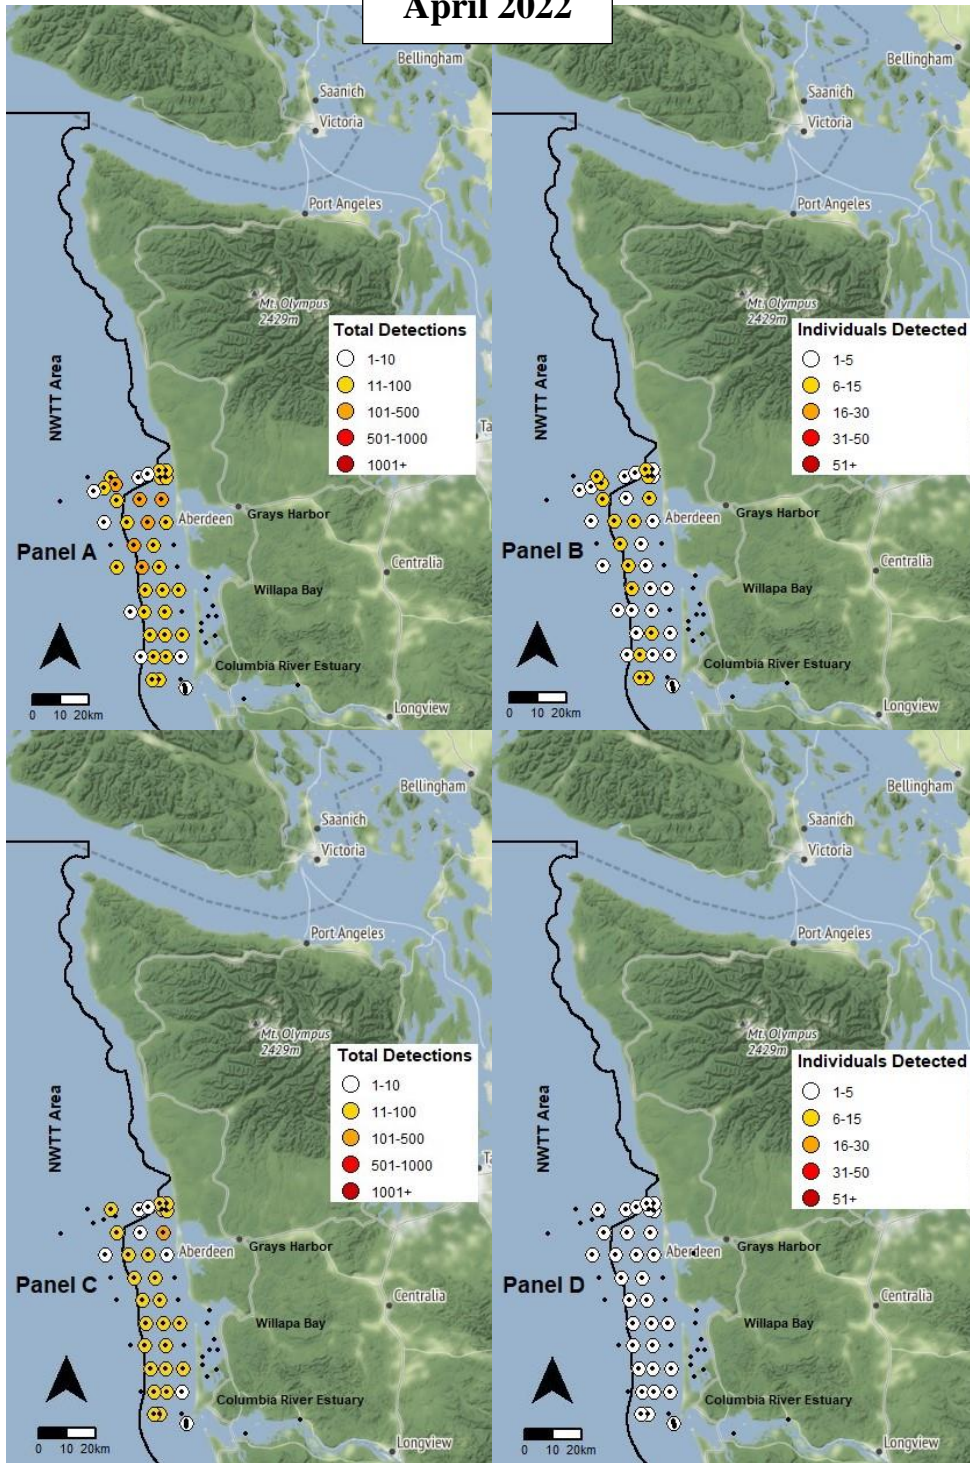 April 2022
Bellingham
Saanich
Victoria
Port Angeles
Mt. Olympus
2429m
Total Detections
1-10
11-100
101-500
501-1000
1001+
NWTT Area
Ta
Aberdeen
Grays Harbor
Panel A
Centralia
Willapa Bay
Columbia River Estuary
0 10 20km
Longview
Bellingham
Saanich
Victoria
Port Angeles
Mt. Olympus
2429m
Individuals Detected
1-5
6-15
16-30
31-50
51+
NWTT Area
Aberdeen
Grays Harbor
Panel B
Centralia
Willapa Bay
Columbia River Estuary
0 10 20km
Longview
Bellingham
Saanich
Victoria
Port Angeles
Mt. Olympus
2429m
Total Detections
1-10
11-100
101-500
501-1000
1001+
NWTT Area
Ta
Aberdeen
Grays Harbor
Panel C
Centralia
Willapa Bay
Columbia River Estuary
0 10 20km
Longview
Bellingham
Saanich
Victoria
Port Angeles
Mt. Olympus
2429m
Individuals Detected
1-5
6-15
16-30
31-50
51+
NWTT Area
Aberdeen
Grays Harbor
Panel D
Centralia
Willapa Bay
Columbia River Estuary
0 10 20km
Longview